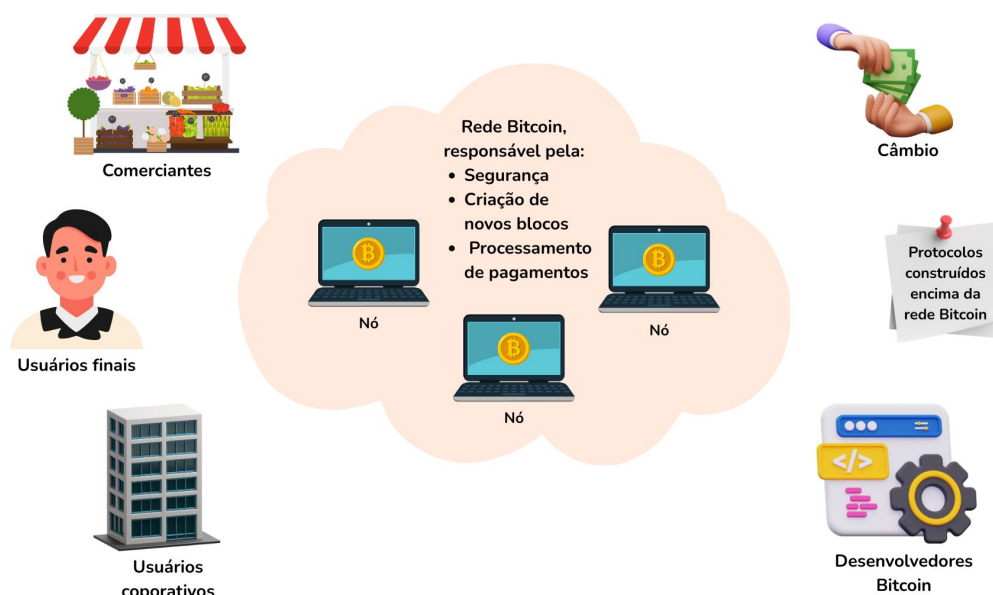 Comerciantes
Usuários finais
Usuários
coporativos
Rede Bitcoin,
responsável pela:
• Segurança
• Criação de
novos blocos
• Processamento
de pagamentos
Nó
Nó
Nó
Câmbio
Protocolos
construídos
encima da
rede Bitcoin
</>
Desenvolvedores
Bitcoin